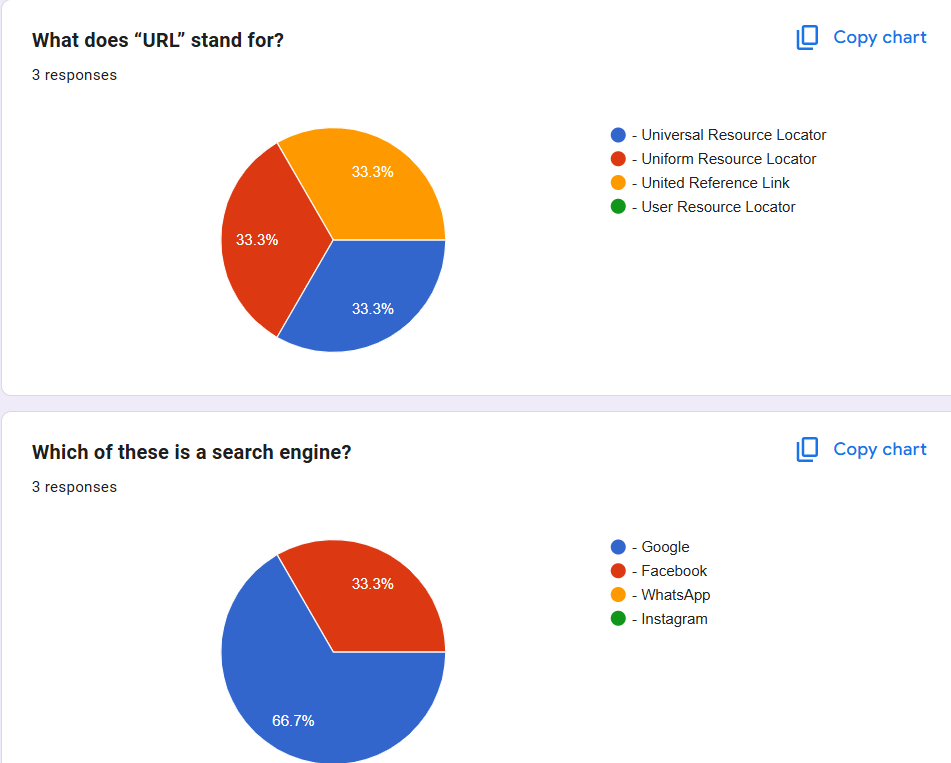 What does “URL” stand for?
Copy chart
3 responses
33.3%
33.3%
33.3%
- Universal Resource Locator
- Uniform Resource Locator
- United Reference Link
- User Resource Locator
Which of these is a search engine?
Copy chart
3 responses
33.3%
66.7%
- Google
- Facebook
- WhatsApp
- Instagram